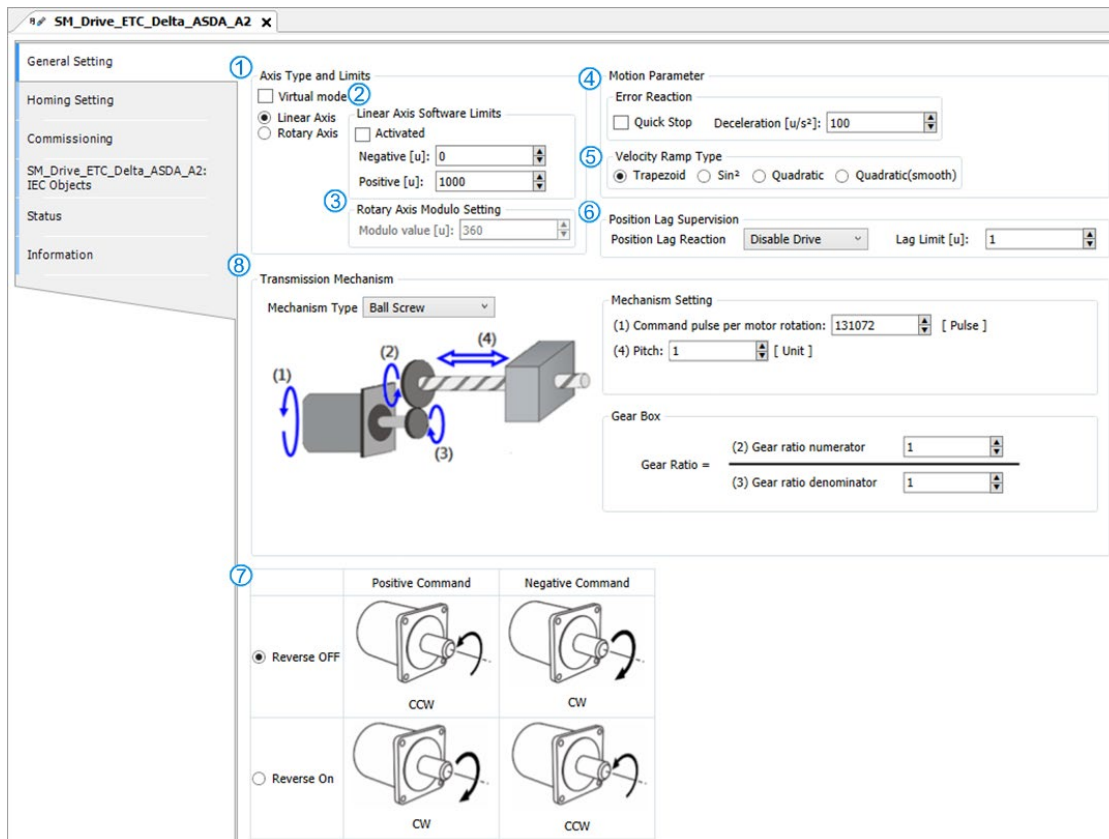 SM_Drive_ETC_Delta_ASDA_A2 ×
General Setting
Homing Setting
Commissioning
SM_Drive_ETC_Delta_ASDA_A2:
IEC Objects
Status
Information
①
Axis Type and Limits
Virtual mode
②
Linear Axis
Rotary Axis
Linear Axis Software Limits
Activated
Negative [u]: 0
Positive [u]: 1000
③
Rotary Axis Modulo Setting
Modulo value [u]: 360
④
Motion Parameter
Error Reaction
Quick Stop Deceleration [u/s²]: 100
⑤
Velocity Ramp Type
Trapezoid Sin² Quadratic Quadratic(smooth)
⑥
Position Lag Supervision
Position Lag Reaction Disable Drive Lag Limit [u]: 1
⑧
Transmission Mechanism
Mechanism Type Ball Screw
(1)
(2)
(4)
(3)
Mechanism Setting
(1) Command pulse per motor rotation: 131072 [ Pulse ]
(4) Pitch: 1 [ Unit ]
Gear Box
Gear Ratio =
(2) Gear ratio numerator 1
(3) Gear ratio denominator 1
⑦
Positive Command Negative Command
Reverse OFF
CCW CW
Reverse On
CW CCW